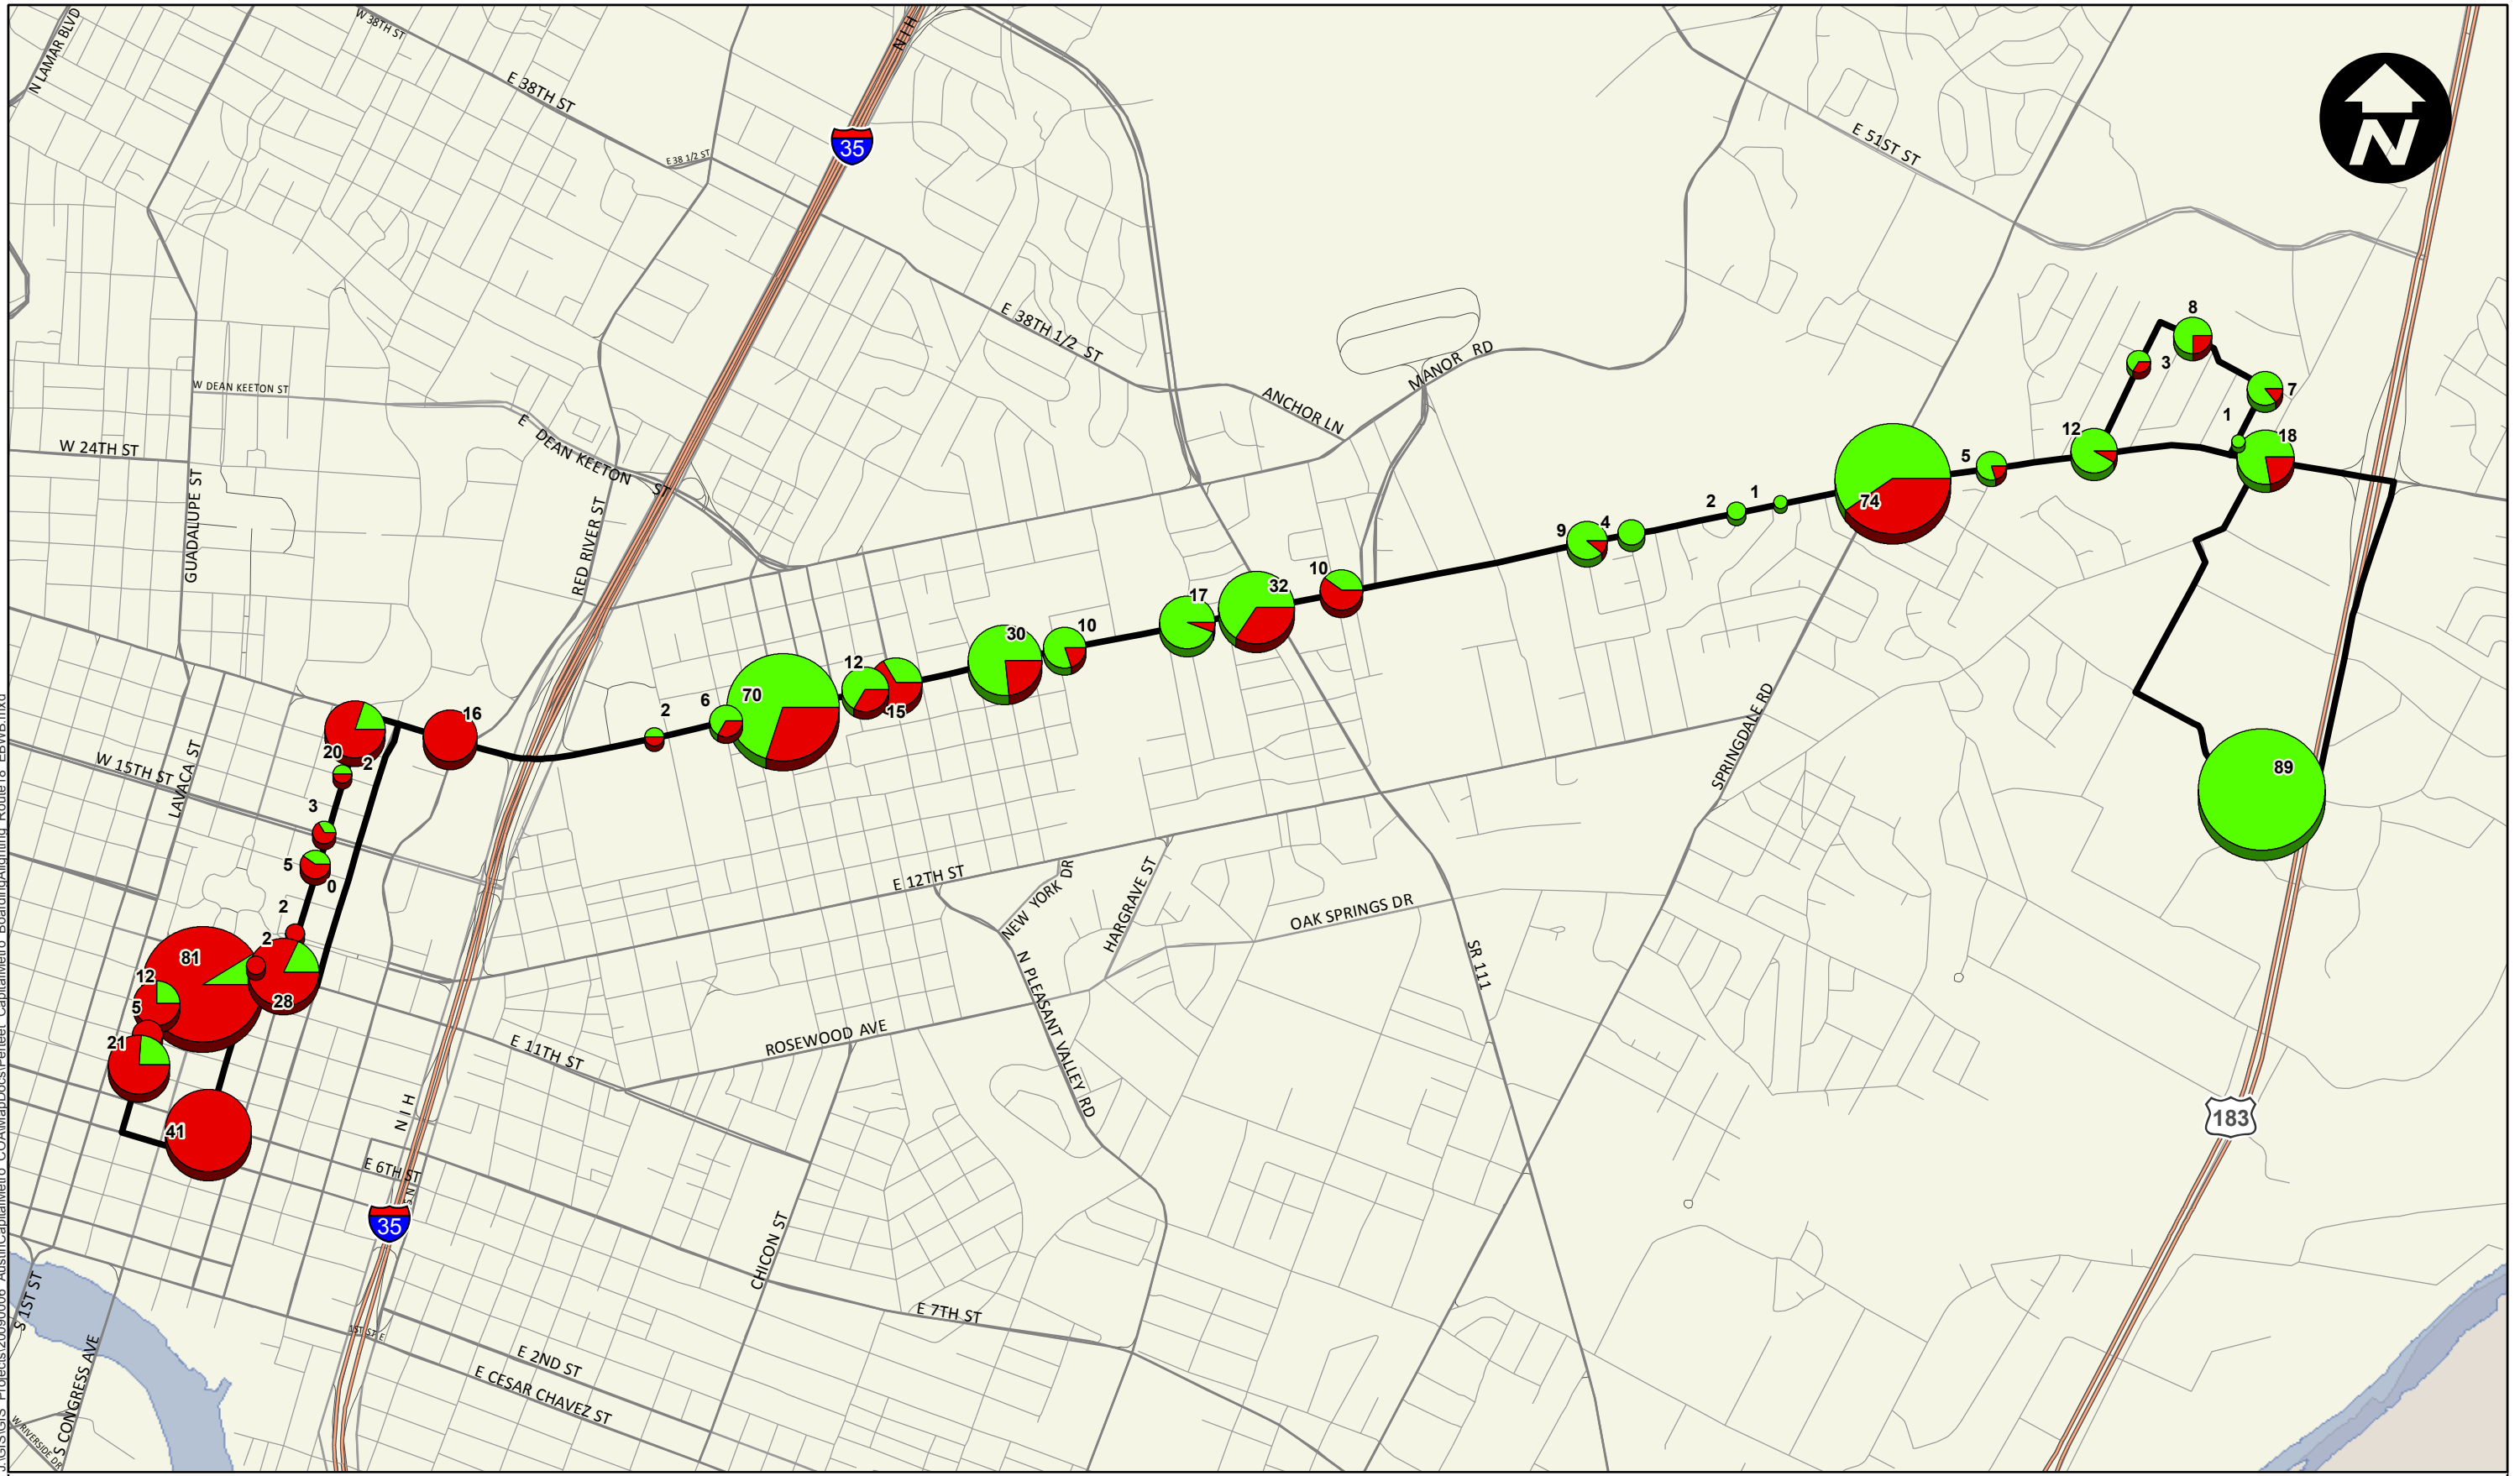 N LAMAR BLVD
W 38TH ST
E 38TH ST
E 38 1/2 ST
N I H
35
E 51ST ST
N
E 38TH 1/2 ST
ANCHOR LN
MANOR RD
W DEAN KEETON ST
E DEAN KEETON ST
W 24TH ST
GUADALUPE ST
RED RIVER ST
8
3
7
1
18
12
5
74
1
2
4
9
10
32
17
10
30
15
12
70
6
2
16
20
2
3
5
0
2
2
81
12
5
28
21
41
89
W 15TH ST
LAVACA ST
SPRINGDALE RD
E 12TH ST
NEW YORK DR
HARGRAVE ST
OAK SPRINGS DR
SR 111
N PLEASANT VALLEY RD
ROSEWOOD AVE
E 11TH ST
N I H
E 6TH ST
35
183
CHICON ST
E 7TH ST
S 1ST ST
1ST ST E
E 2ND ST
E CESAR CHAVEZ ST
S CONGRESS AVE
W RIVERSIDE DR